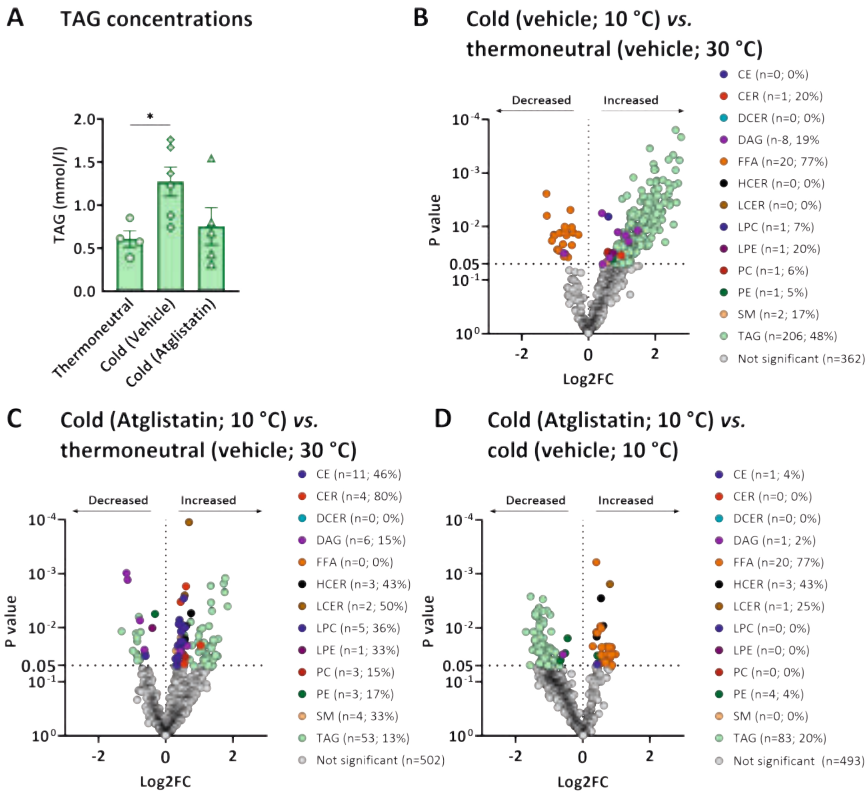 A TAG concentrations
TAG (mmol/l)
2.0
1.5
1.0
0.5
0.0
*
Thermoneutral
Cold (Vehicle)
Cold (Atglistatin)
B Cold (vehicle; 10 °C) vs.
thermoneutral (vehicle; 30 °C)
Decreased
Increased
P value
10-4
10-3
10-2
0.05
10-1
100
-2
0
2
Log2FC
CE (n=0; 0%)
CER (n=1; 20%)
DCER (n=0; 0%)
DAG (n-8, 19%
FFA (n=20; 77%)
HCER (n=0; 0%)
LCER (n=0; 0%)
LPC (n=1; 7%)
LPE (n=1; 20%)
PC (n=1; 6%)
PE (n=1; 5%)
SM (n=2; 17%)
TAG (n=206; 48%)
Not significant (n=362)
C Cold (Atglistatin; 10 °C) vs.
thermoneutral (vehicle; 30 °C)
Decreased
Increased
P value
10-4
10-3
10-2
0.05
10-1
100
-2
0
2
Log2FC
CE (n=11; 46%)
CER (n=4; 80%)
DCER (n=0; 0%)
DAG (n=6; 15%)
FFA (n=0; 0%)
HCER (n=3; 43%)
LCER (n=2; 50%)
LPC (n=5; 36%)
LPE (n=1; 33%)
PC (n=3; 15%)
PE (n=3; 17%)
SM (n=4; 33%)
TAG (n=53; 13%)
Not significant (n=502)
D Cold (Atglistatin; 10 °C) vs.
cold (vehicle; 10 °C)
Decreased
Increased
P value
10-4
10-3
10-2
0.05
10-1
100
-2
0
2
Log2FC
CE (n=1; 4%)
CER (n=0; 0%)
DCER (n=0; 0%)
DAG (n=1; 2%)
FFA (n=20; 77%)
HCER (n=3; 43%)
LCER (n=1; 25%)
LPC (n=0; 0%)
LPE (n=0; 0%)
PC (n=0; 0%)
PE (n=4; 4%)
SM (n=0; 0%)
TAG (n=83; 20%)
Not significant (n=493)